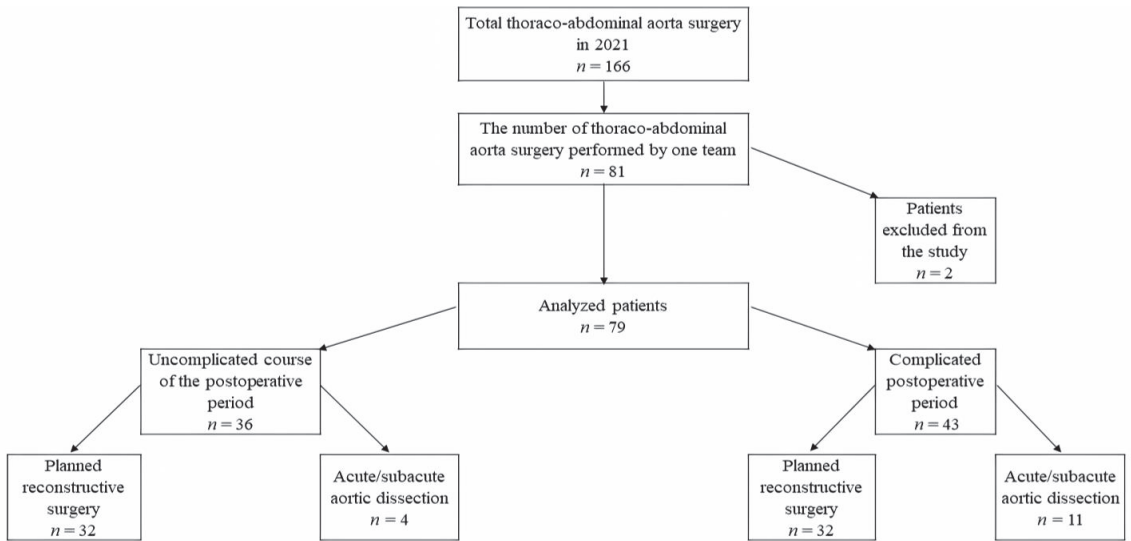 Total thoraco-abdominal aorta surgery
in 2021
n = 166
The number of thoraco-abdominal
aorta surgery performed by one team
n = 81
Patients
excluded from
the study
n = 2
Analyzed patients
n = 79
Uncomplicated course
of the postoperative
period
n = 36
Complicated
postoperative
period
n = 43
Planned
reconstructive
surgery
n = 32
Acute/subacute
aortic dissection
n = 4
Planned
reconstructive
surgery
n = 32
Acute/subacute
aortic dissection
n = 11